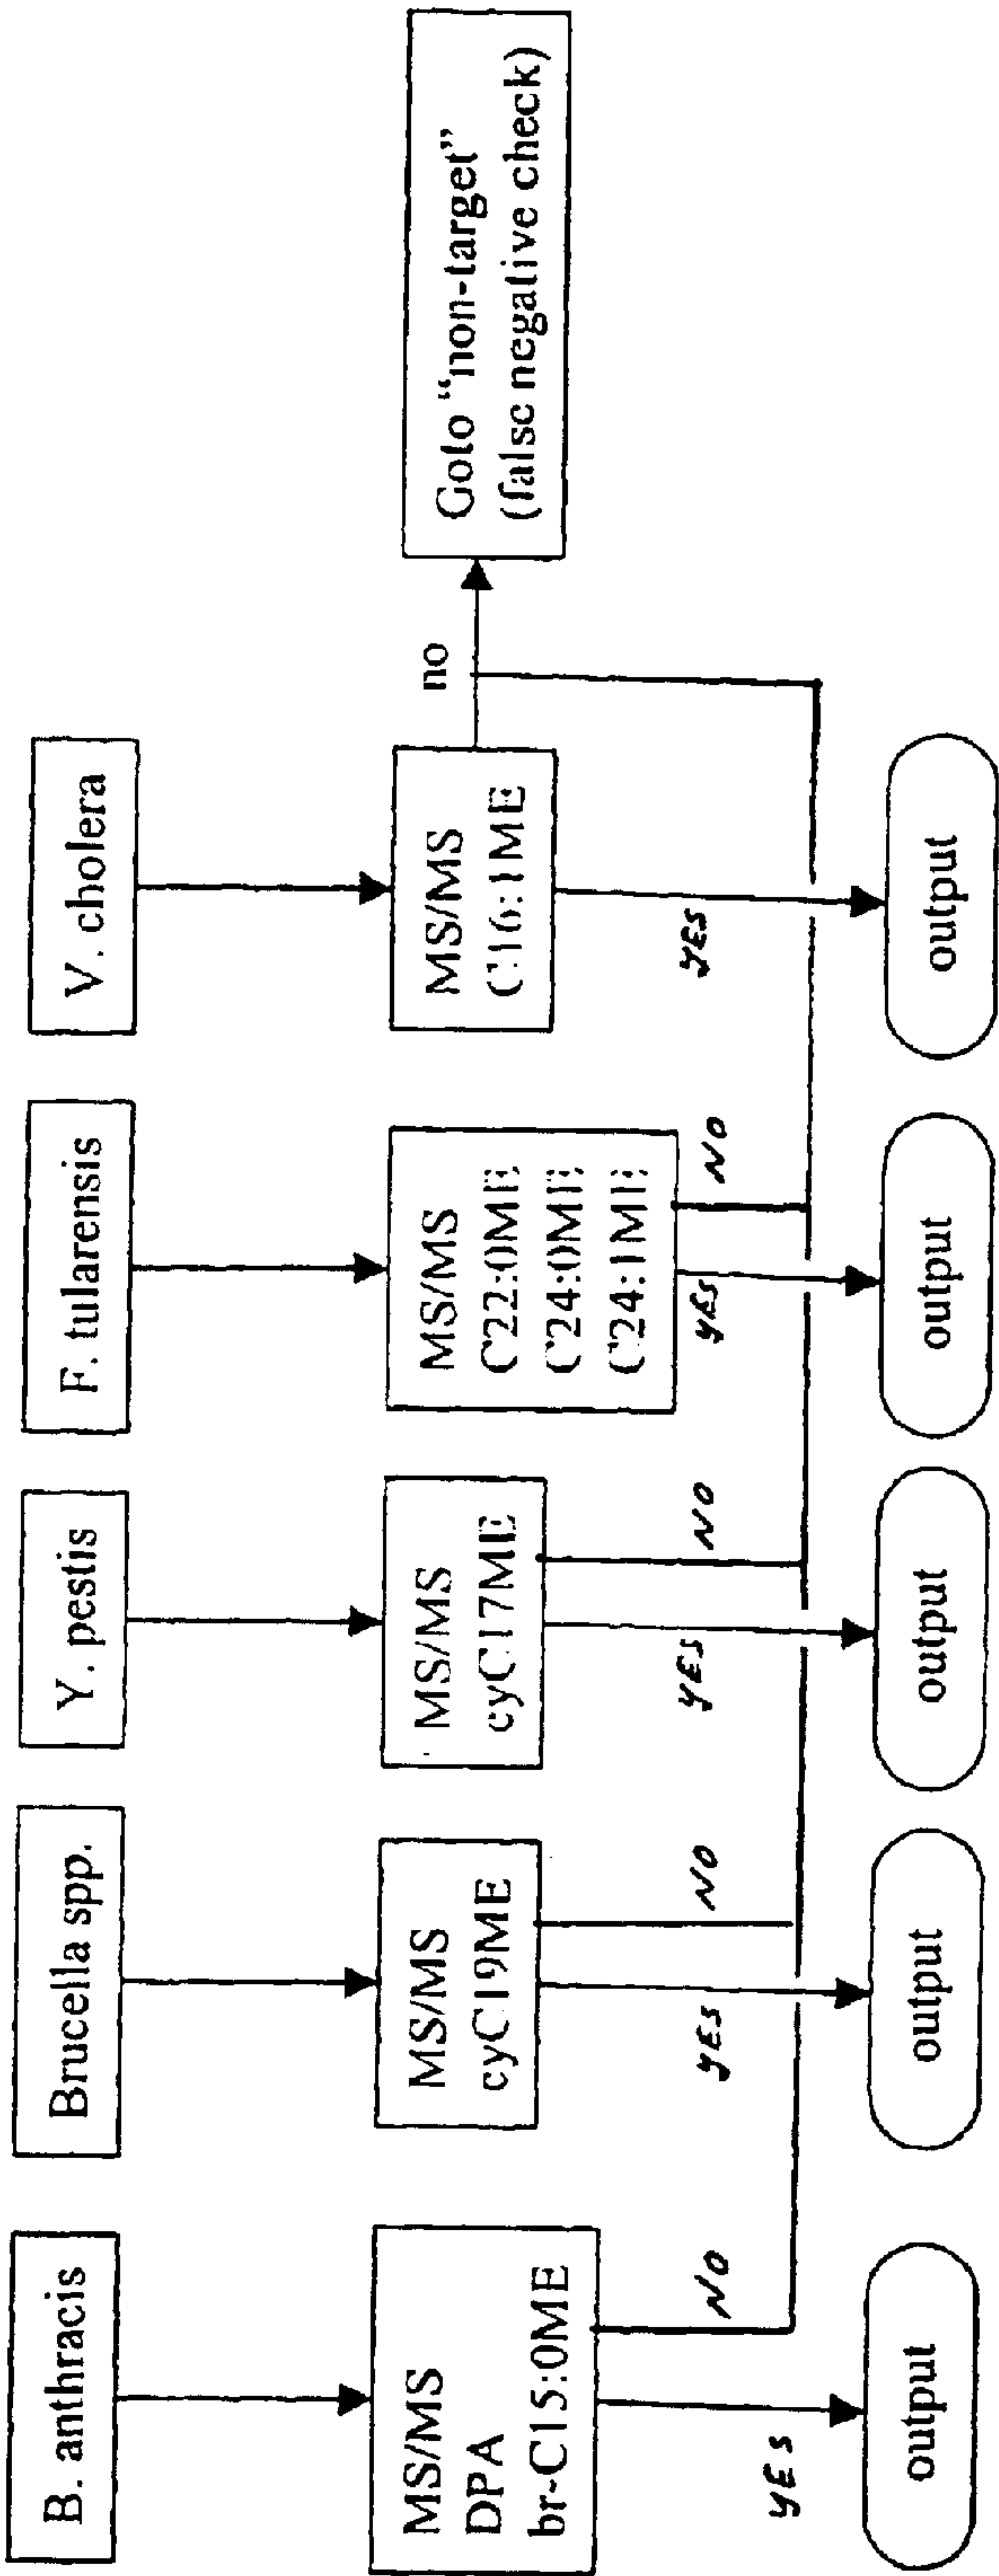 B. anthracis
Brucella spp.
Y. pestis
F. tularensis
V. cholera
MS/MS
DPA
br-C15:0ME
MS/MS
cyC19ME
MS/MS
cyC17ME
MS/MS
C22:0ME
C24:0ME
C24:1ME
MS/MS
C16:1ME
no
Goto “non-target”
(false negative check)
YES
NO
YES
NO
YES
NO
YES
NO
YES
output
output
output
output
output